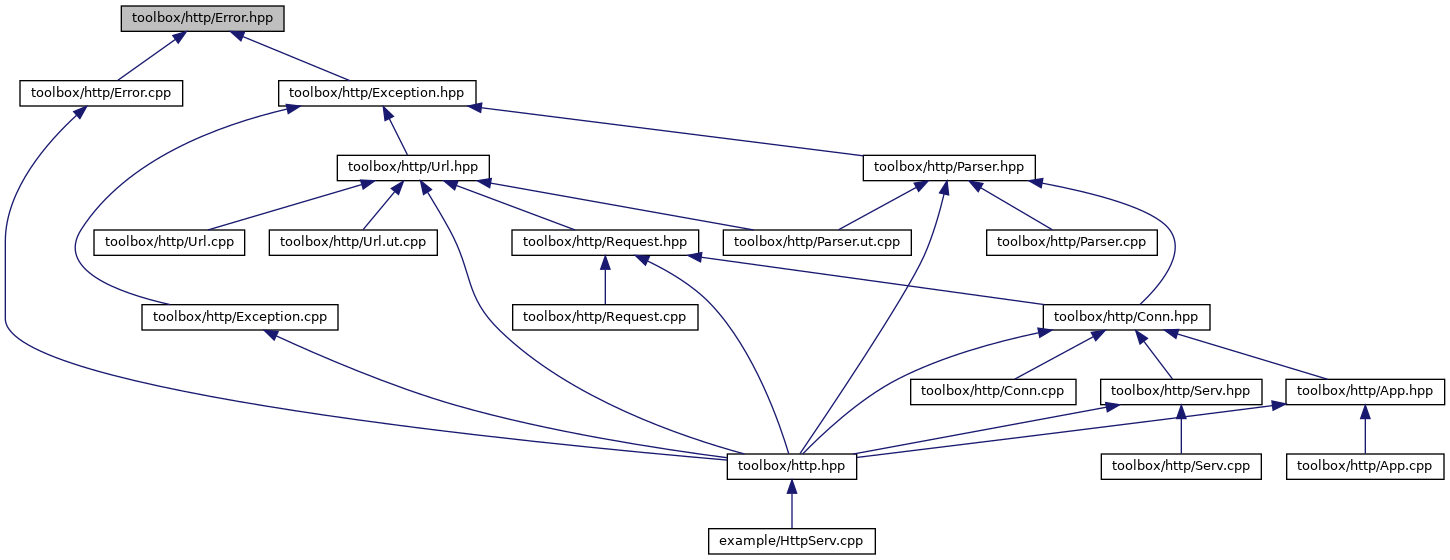 toolbox/http/Error.hpp
toolbox/http/Error.cpp
toolbox/http/Exception.hpp
toolbox/http/Url.hpp
toolbox/http/Parser.hpp
toolbox/http/Url.cpp
toolbox/http/Url.ut.cpp
toolbox/http/Request.hpp
toolbox/http/Parser.ut.cpp
toolbox/http/Parser.cpp
toolbox/http/Exception.cpp
toolbox/http/Request.cpp
toolbox/http/Conn.hpp
toolbox/http/Conn.cpp
toolbox/http/Serv.hpp
toolbox/http/App.hpp
toolbox/http.hpp
toolbox/http/Serv.cpp
toolbox/http/App.cpp
example/HttpServ.cpp